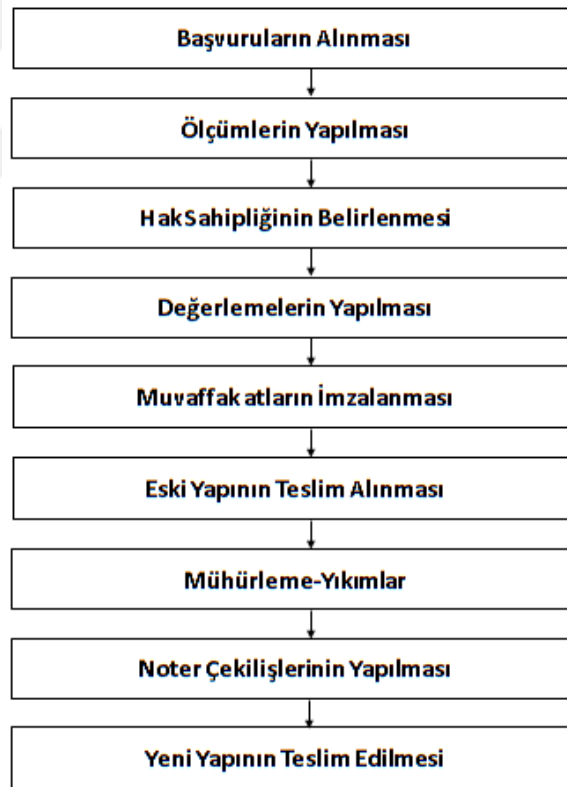 Başvuruların Alınması
Ölçümlerin Yapılması
Hak Sahipliğinin Belirlenmesi
Değerlemelerin Yapılması
Muvaffakatların İmzalanması
Eski Yapının Teslim Alınması
Mühürleme-Yıkımlar
Noter Çekilişlerinin Yapılması
Yeni Yapının Teslim Edilmesi